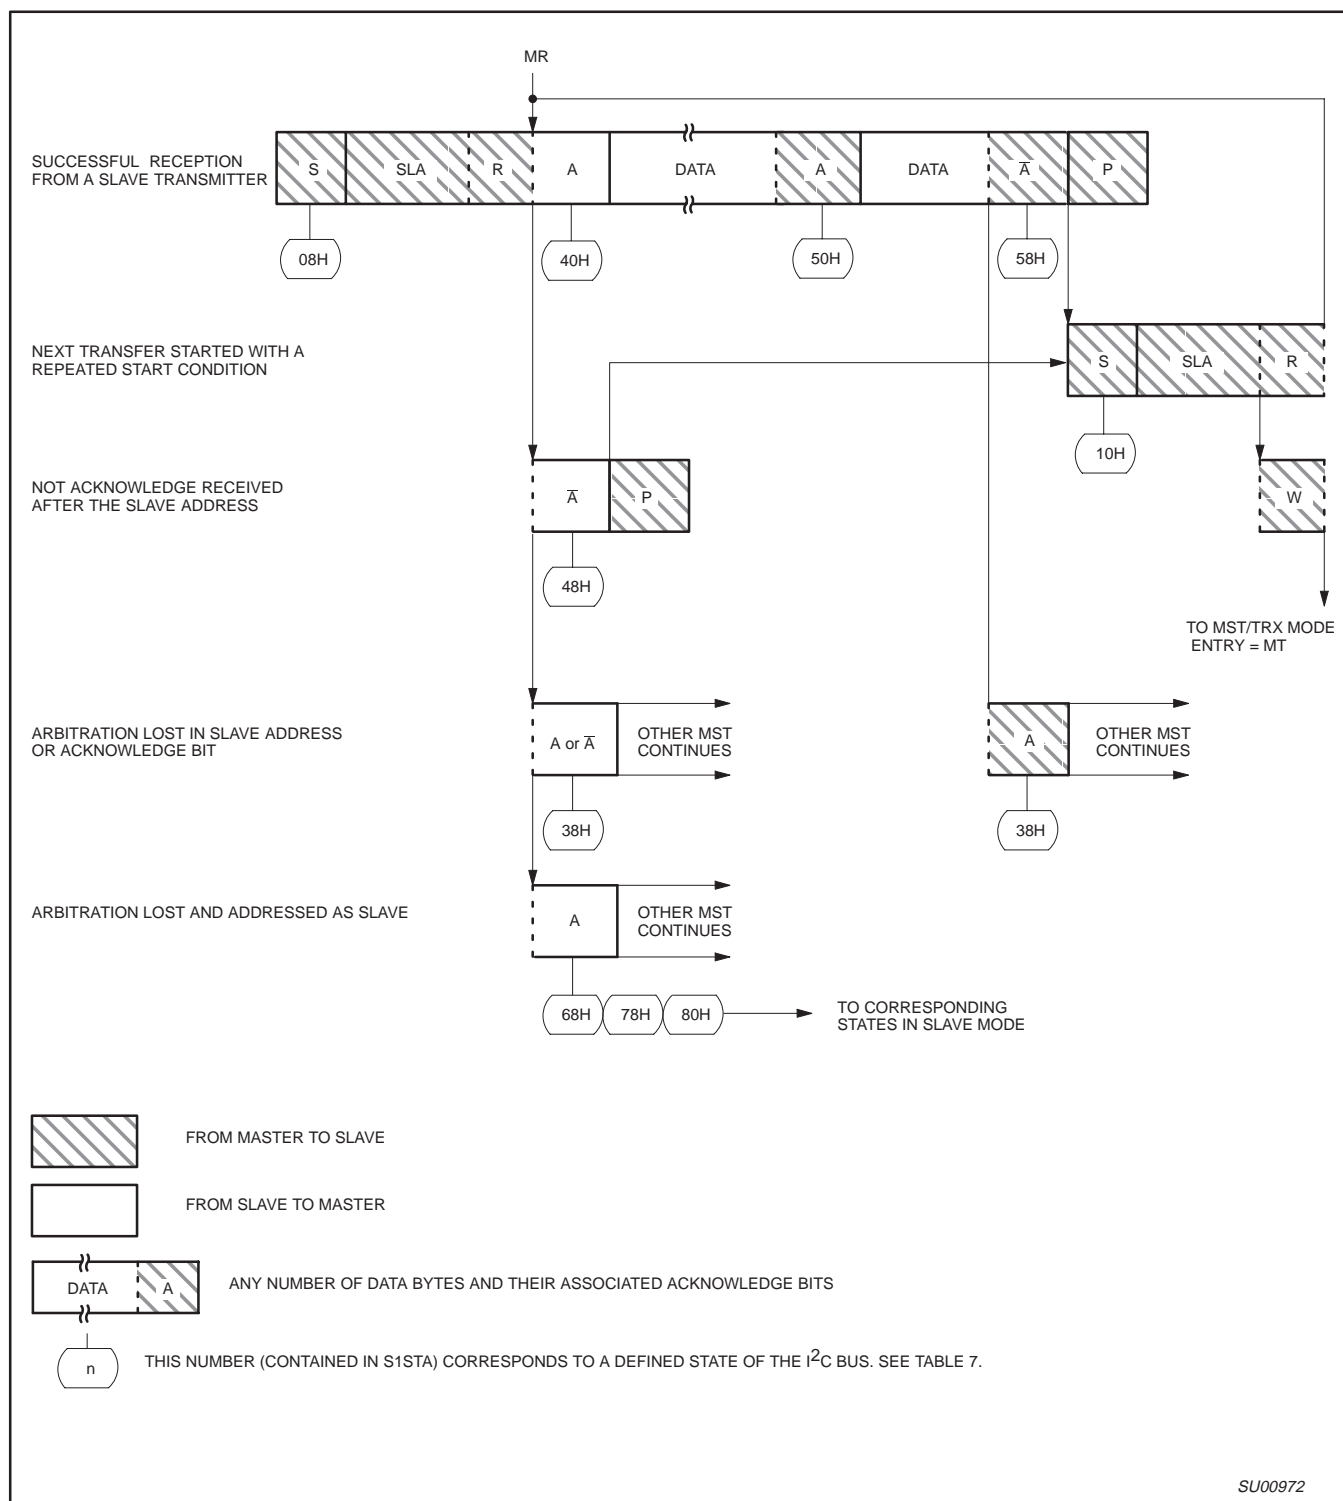 MR
SUCCESSFUL RECEPTION
FROM A SLAVE TRANSMITTER
S SLA R A DATA A DATA A̅ P
08H 40H 50H 58H
NEXT TRANSFER STARTED WITH A
REPEATED START CONDITION
S SLA R
10H
NOT ACKNOWLEDGE RECEIVED
AFTER THE SLAVE ADDRESS
A̅ P
W
48H
TO MST/TRX MODE
ENTRY = MT
ARBITRATION LOST IN SLAVE ADDRESS
OR ACKNOWLEDGE BIT
A or A̅
OTHER MST
CONTINUES
A
OTHER MST
CONTINUES
38H 38H
ARBITRATION LOST AND ADDRESSED AS SLAVE
A
OTHER MST
CONTINUES
68H 78H 80H
TO CORRESPONDING
STATES IN SLAVE MODE
FROM MASTER TO SLAVE
FROM SLAVE TO MASTER
DATA A ANY NUMBER OF DATA BYTES AND THEIR ASSOCIATED ACKNOWLEDGE BITS
n THIS NUMBER (CONTAINED IN S1STA) CORRESPONDS TO A DEFINED STATE OF THE I²C BUS. SEE TABLE 7.
SU00972